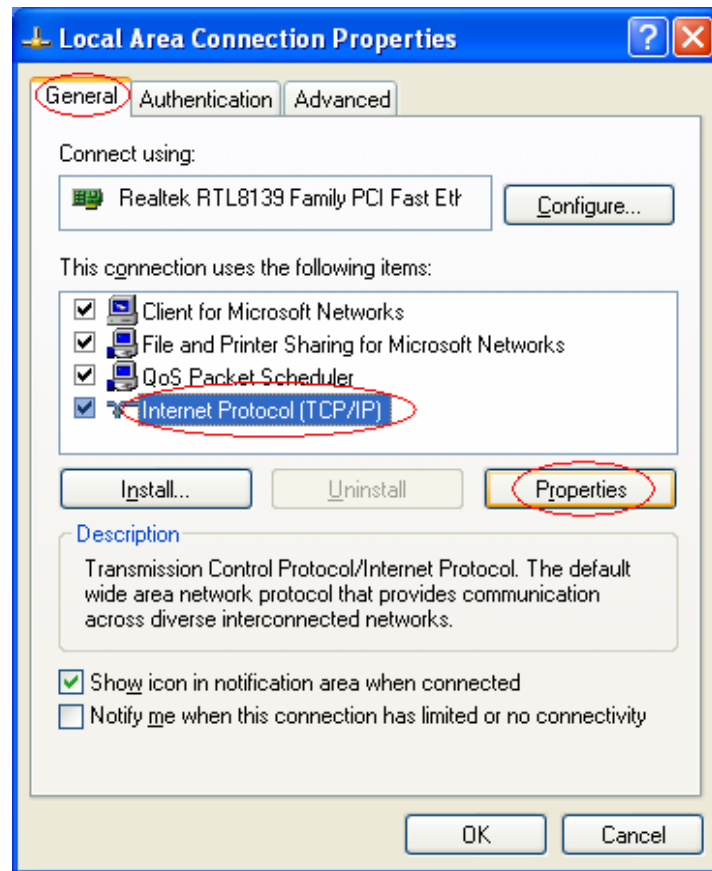 Local Area Connection Properties
?
General Authentication Advanced
Connect using:
Realtek RTL8139 Family PCI Fast Eth
Configure...
This connection uses the following items:
Client for Microsoft Networks
File and Printer Sharing for Microsoft Networks
QoS Packet Scheduler
Internet Protocol (TCP/IP)
Install... Uninstall Properties
Description
Transmission Control Protocol/Internet Protocol. The default
wide area network protocol that provides communication
across diverse interconnected networks.
Show icon in notification area when connected
Notify me when this connection has limited or no connectivity
OK Cancel